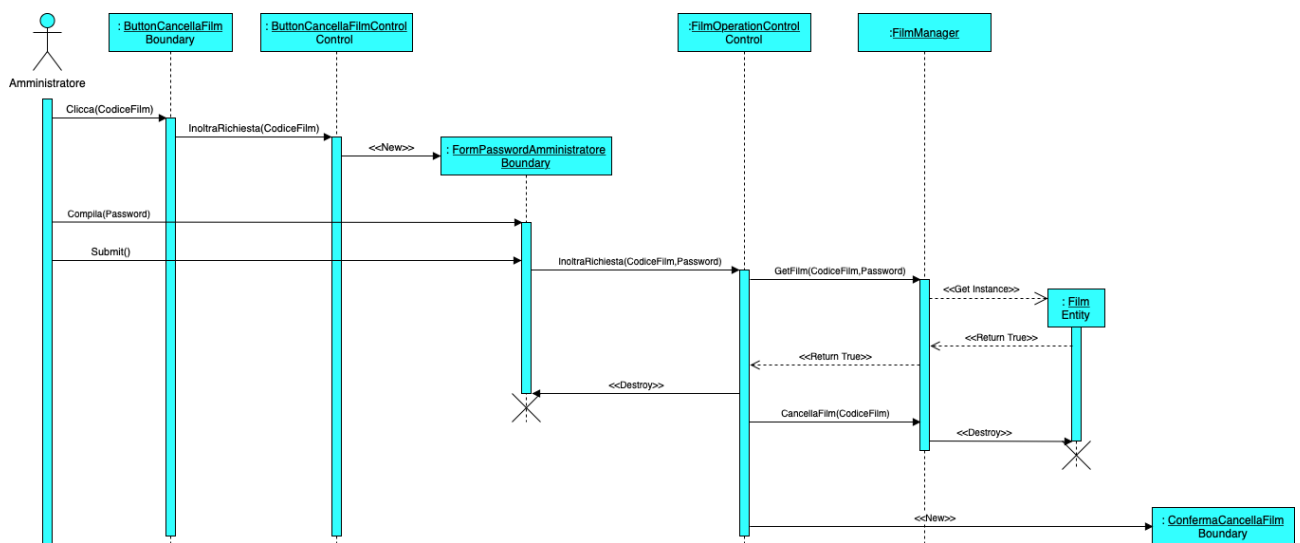 : ButtonCancellaFilm
Boundary
: ButtonCancellaFilmControl
Control
:FilmOperationControl
Control
:FilmManager
Amministratore
Clicca(CodiceFilm)
InoltraRichiesta(CodiceFilm)
<<New>>
: FormPasswordAmministratore
Boundary
Compila(Password)
Submit()
InoltraRichiesta(CodiceFilm,Password)
GetFilm(CodiceFilm,Password)
<<Get Instance>>
: Film
Entity
<<Return True>>
<<Return True>>
<<Destroy>>
CancellaFilm(CodiceFilm)
<<Destroy>>
<<New>>
: ConfermaCancellaFilm
Boundary